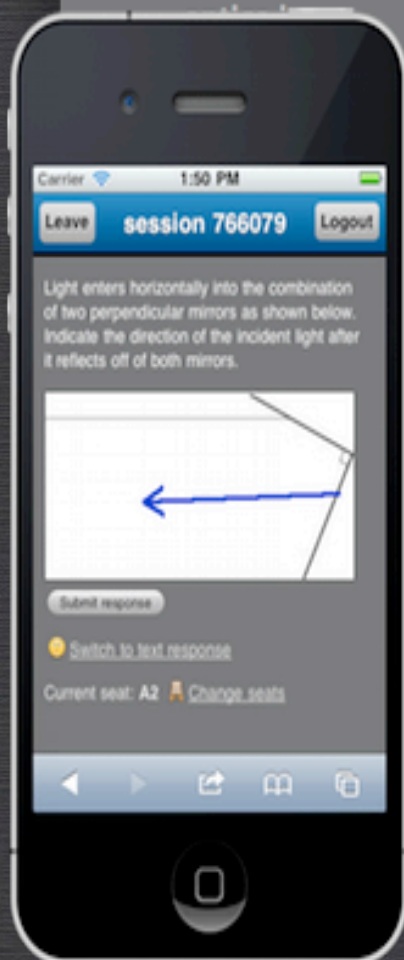 Carrier 1:50 PM
Leave session 766079 Logout
Light enters horizontally into the combination
of two perpendicular mirrors as shown below.
Indicate the direction of the incident light after
it reflects off of both mirrors.
Submit response
Switch to text response
Current seat: A2 Change seats